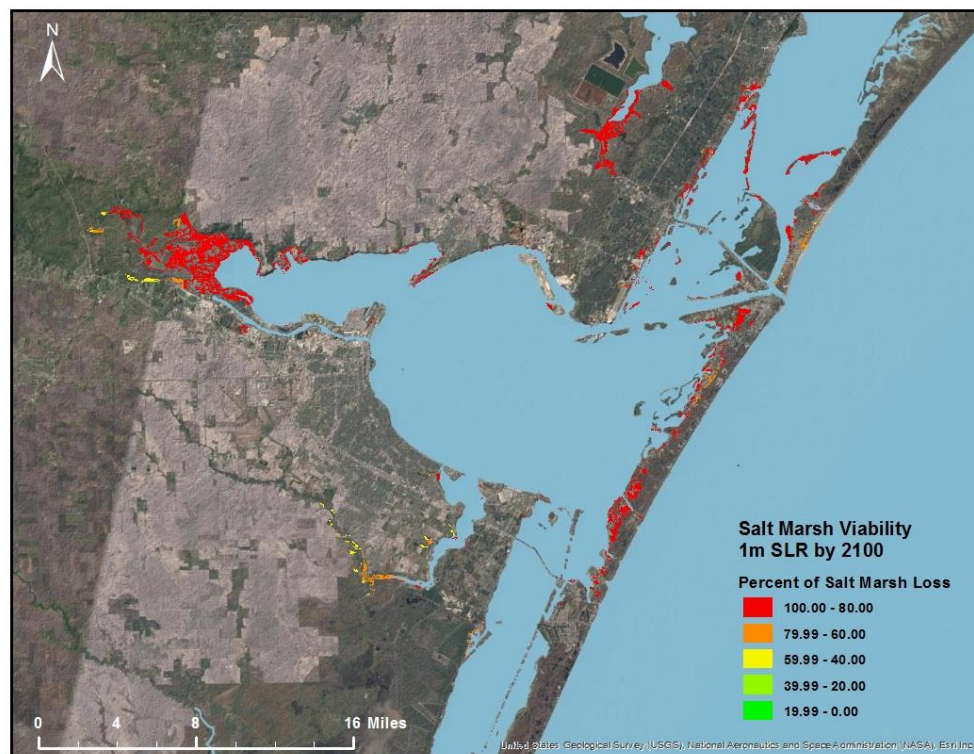 N
Salt Marsh Viability
1m SLR by 2100
Percent of Salt Marsh Loss
100.00 - 80.00
79.99 - 60.00
59.99 - 40.00
39.99 - 20.00
19.99 - 0.00
0 4 8 16 Miles
United States Geological Survey (USGS), National Aeronautics and Space Administration (NASA), Esri Inc